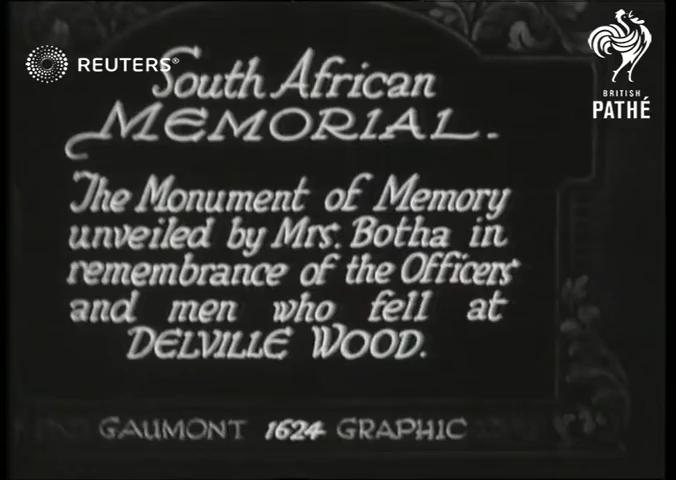 REUTERS®
BRITISH
PATHÉ
South African
MEMORIAL.
The Monument of Memory
unveiled by Mrs. Botha in
remembrance of the Officers
and men who fell at
DELVILLE WOOD.
GAUMONT 1624 GRAPHIC